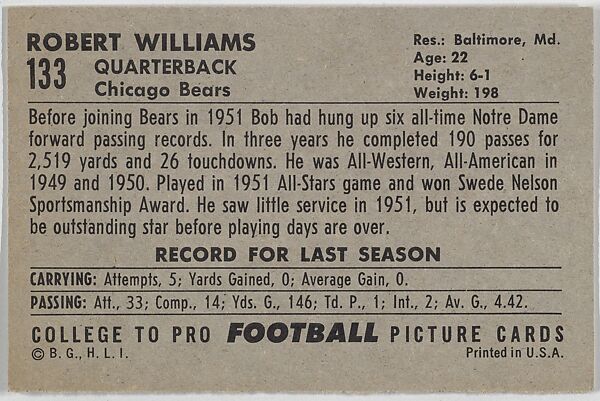 ROBERT WILLIAMS
133 QUARTERBACK
Chicago Bears
Res.: Baltimore, Md.
Age: 22
Height: 6-1
Weight: 198
Before joining Bears in 1951 Bob had hung up six all-time Notre Dame
forward passing records. In three years he completed 190 passes for
2,519 yards and 26 touchdowns. He was All-Western, All-American in
1949 and 1950. Played in 1951 All-Stars game and won Swede Nelson
Sportsmanship Award. He saw little service in 1951, but is expected to
be outstanding star before playing days are over.
RECORD FOR LAST SEASON
CARRYING: Attempts, 5; Yards Gained, 0; Average Gain, 0.
PASSING: Att., 33; Comp., 14; Yds. G., 146; Td. P., 1; Int., 2; Av. G., 4.42.
COLLEGE TO PRO FOOTBALL PICTURE CARDS
© B. G., H. L. I. Printed in U.S.A.